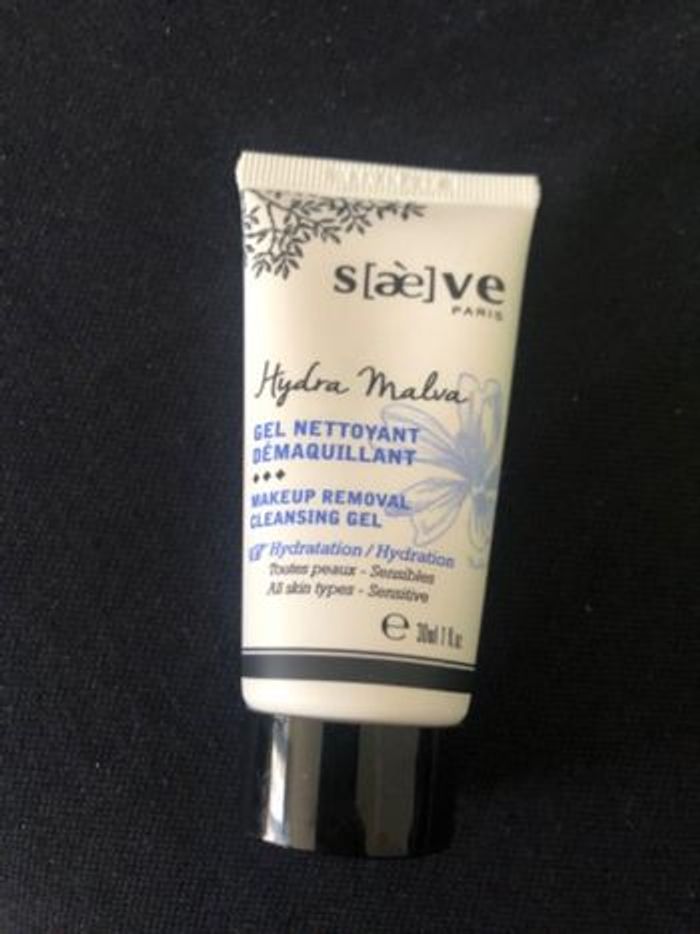 s[æ̀]ve
PARIS
Hydra Malva
GEL NETTOYANT
DÉMAQUILLANT
MAKEUP REMOVAL
CLEANSING GEL
Hydratation / Hydration
Toutes peaux - Sensibles
All skin types - Sensitive
℮ 30ml 1 fl.oz